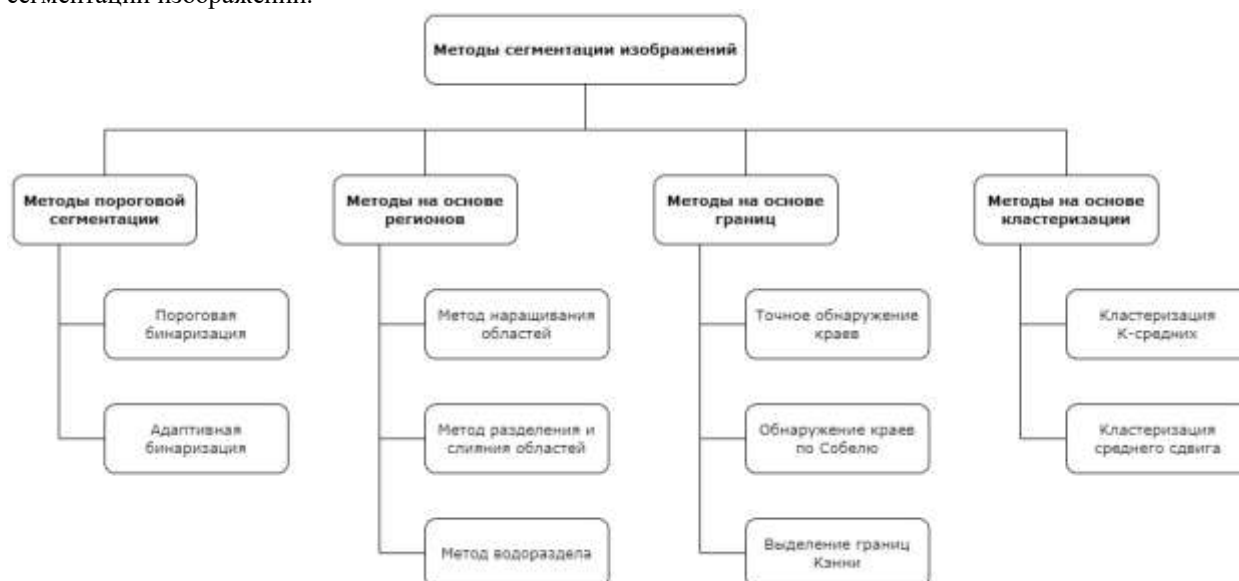 сегментации изображений.
Методы сегментации изображений
Методы пороговой
сегментации
Методы на основе
регионов
Методы на основе
границ
Методы на основе
кластеризации
Пороговая
бинаризация
Метод наращивания
областей
Точное обнаружение
краев
Кластеризация
К-средних
Адаптивная
бинаризация
Метод разделения и
слияния областей
Обнаружение краев
по Собелю
Кластеризация
среднего сдвига
Метод водораздела
Выделение границ
Кэнни